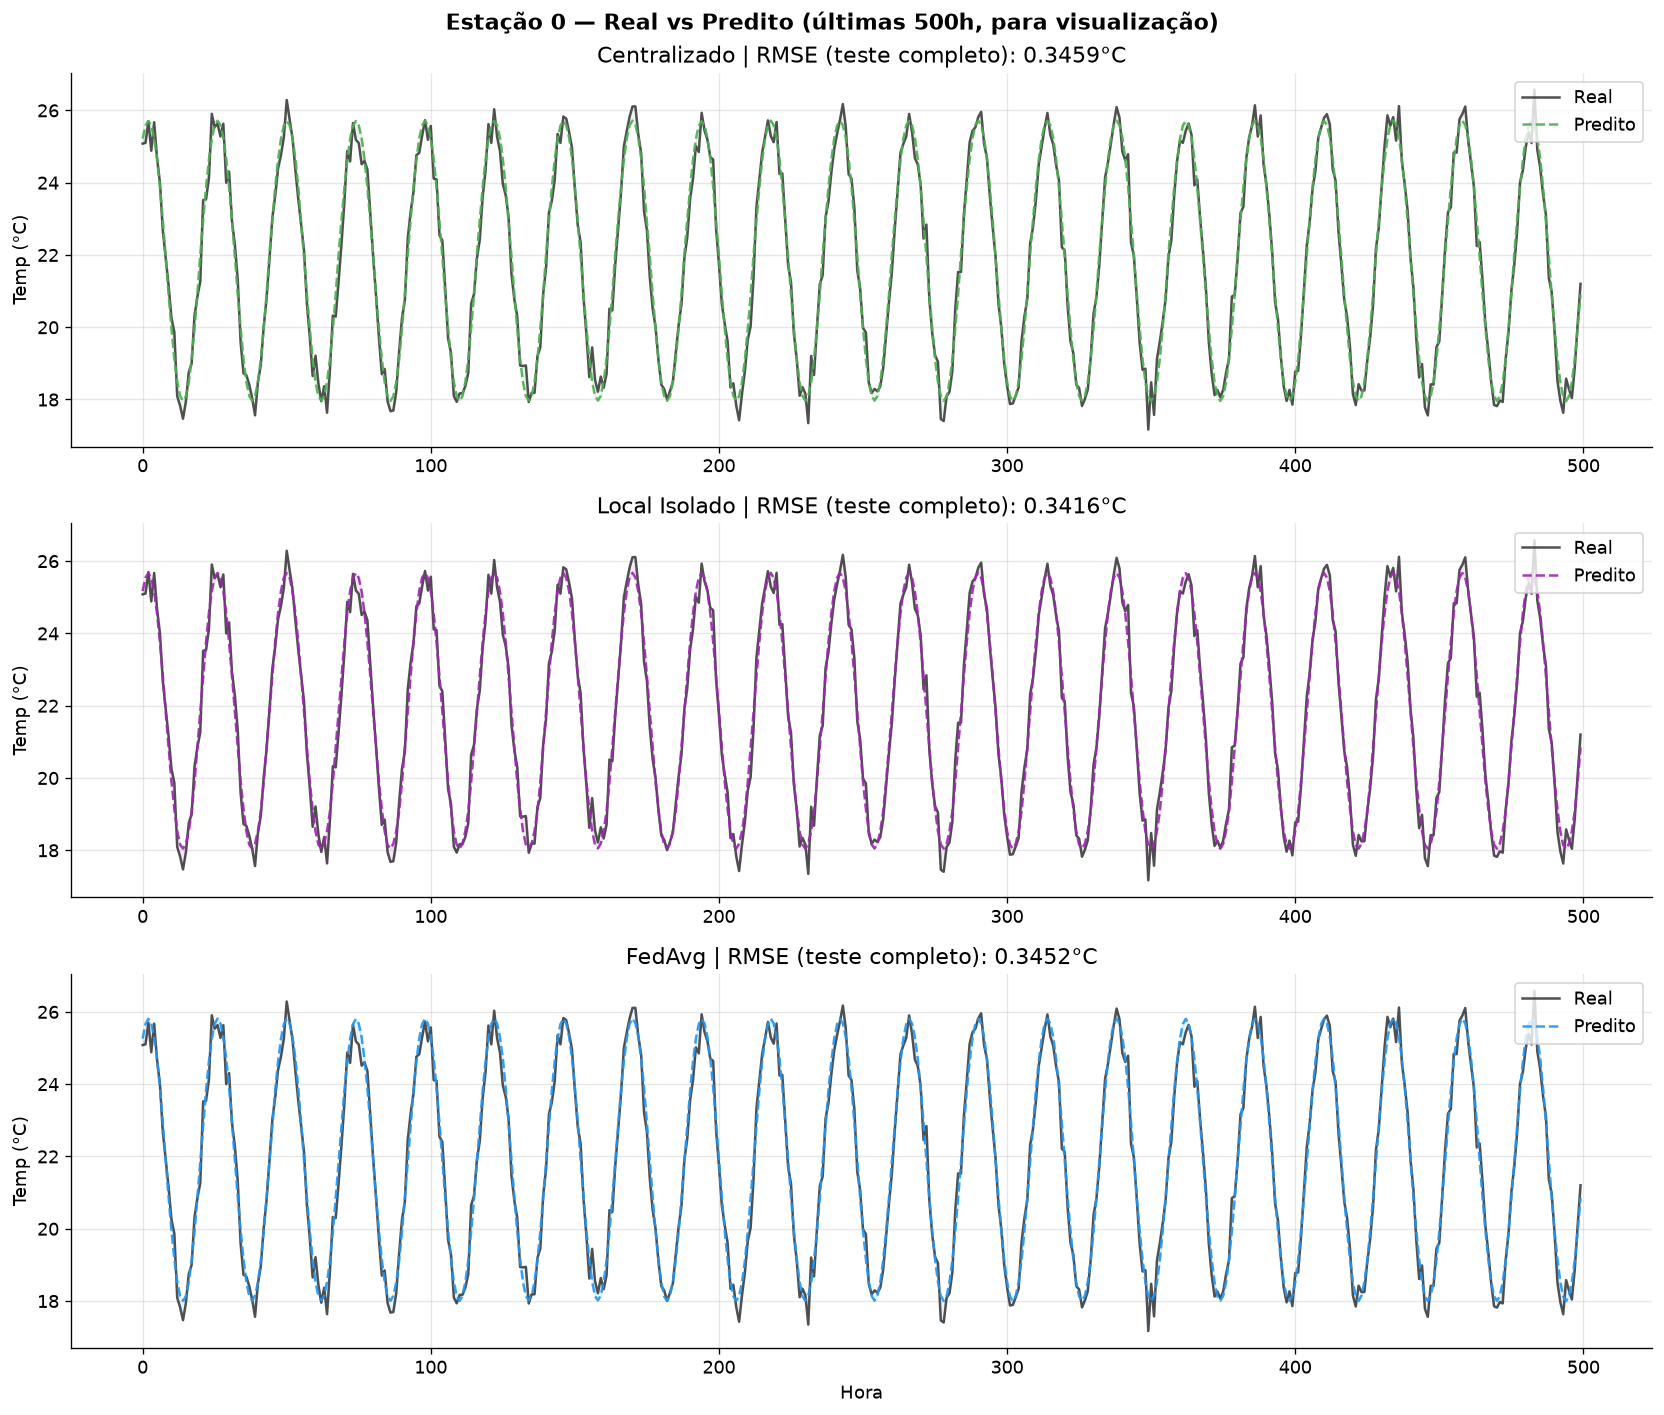 Estação 0 — Real vs Predito (últimas 500h, para visualização)
Centralizado | RMSE (teste completo): 0.3459°C
Real
Predito
Temp (°C)
26
24
22
20
18
0 100 200 300 400 500
Local Isolado | RMSE (teste completo): 0.3416°C
Real
Predito
Temp (°C)
26
24
22
20
18
0 100 200 300 400 500
FedAvg | RMSE (teste completo): 0.3452°C
Real
Predito
Temp (°C)
26
24
22
20
18
0 100 200 300 400 500
Hora